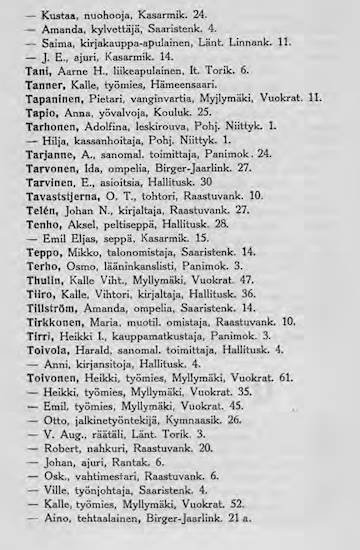 — Kustaa, nuohooja, Kasarmik. 24.
— Amanda, kylvettäjä, Saaristenk. 4.
— Saima, kirjakauppa-apulainen, Länt. Linnank. 11.
— J. E., ajuri, Kasarmik. 14.
Tani, Aarne H., liikeapulainen, It. Torik. 6.
Tanner, Kalle, työmies, Hämeensaari.
Tapaninen, Pietari, vanginvartia, Myjlymäki, Vuokrat. 11.
Tapio, Anna, yövalvoja, Kouluk. 25.
Tarhonen, Adolfina, leskirouva, Pohj. Niittyk. 1.
— Hilja, kassanhoitaja, Pohj. Niittyk. 1.
Tarjanne, A., sanomal. toimittaja, Panimok. 24.
Tarvonen, Ida, ompelia, Birger-Jaarlink. 27.
Tarvinen, E., asioitsia, Hallitusk. 30
Tavaststjerna, O. T., tohtori, Raastuvank. 10.
Telén, Johan N., kirjaltaja, Raastuvank. 27.
Tenho, Aksel, peltiseppä, Hallitusk. 28.
— Emil Eljas, seppä, Kasarmik. 15.
Teppo, Mikko, talonomistaja, Saaristenk. 14.
Terho, Osmo, lääninkanslisti, Panimok. 3.
Thulin, Kalle Viht., Myllymäki, Vuokrat. 47.
Tiiro, Kalle, Vihtori, kirjaltaja, Hallitusk. 36.
Tillström, Amanda, ompelia, Saaristenk. 14.
Tirkkonen, Maria, muotil. omistaja, Raastuvank. 10.
Tirri, Heikki I., kauppamatkustaja, Panimok. 3.
Toivola, Harald, sanomal. toimittaja, Hallitusk. 4.
— Anni, kirjansitoja, Hallitusk. 4.
Toivonen, Heikki, työmies, Myllymäki, Vuokrat. 61.
— Heikki, työmies, Myllymäki, Vuokrat. 35.
— Emil, työmies, Myllymäki, Vuokrat. 45.
— Otto, jalkinetyöntekijä, Kymnaasik. 26.
— V. Aug., räätäli, Länt. Torik. 3.
— Robert, nahkuri, Raastuvank. 20.
— Johan, ajuri, Rantak. 6.
— Osk., vahtimestari, Raastuvank. 6.
— Ville, työnjohtaja, Saaristenk. 4.
— Kalle, työmies, Myllymäki, Vuokrat. 52.
— Aino, tehtaalainen, Birger-Jaarlink. 21 a.